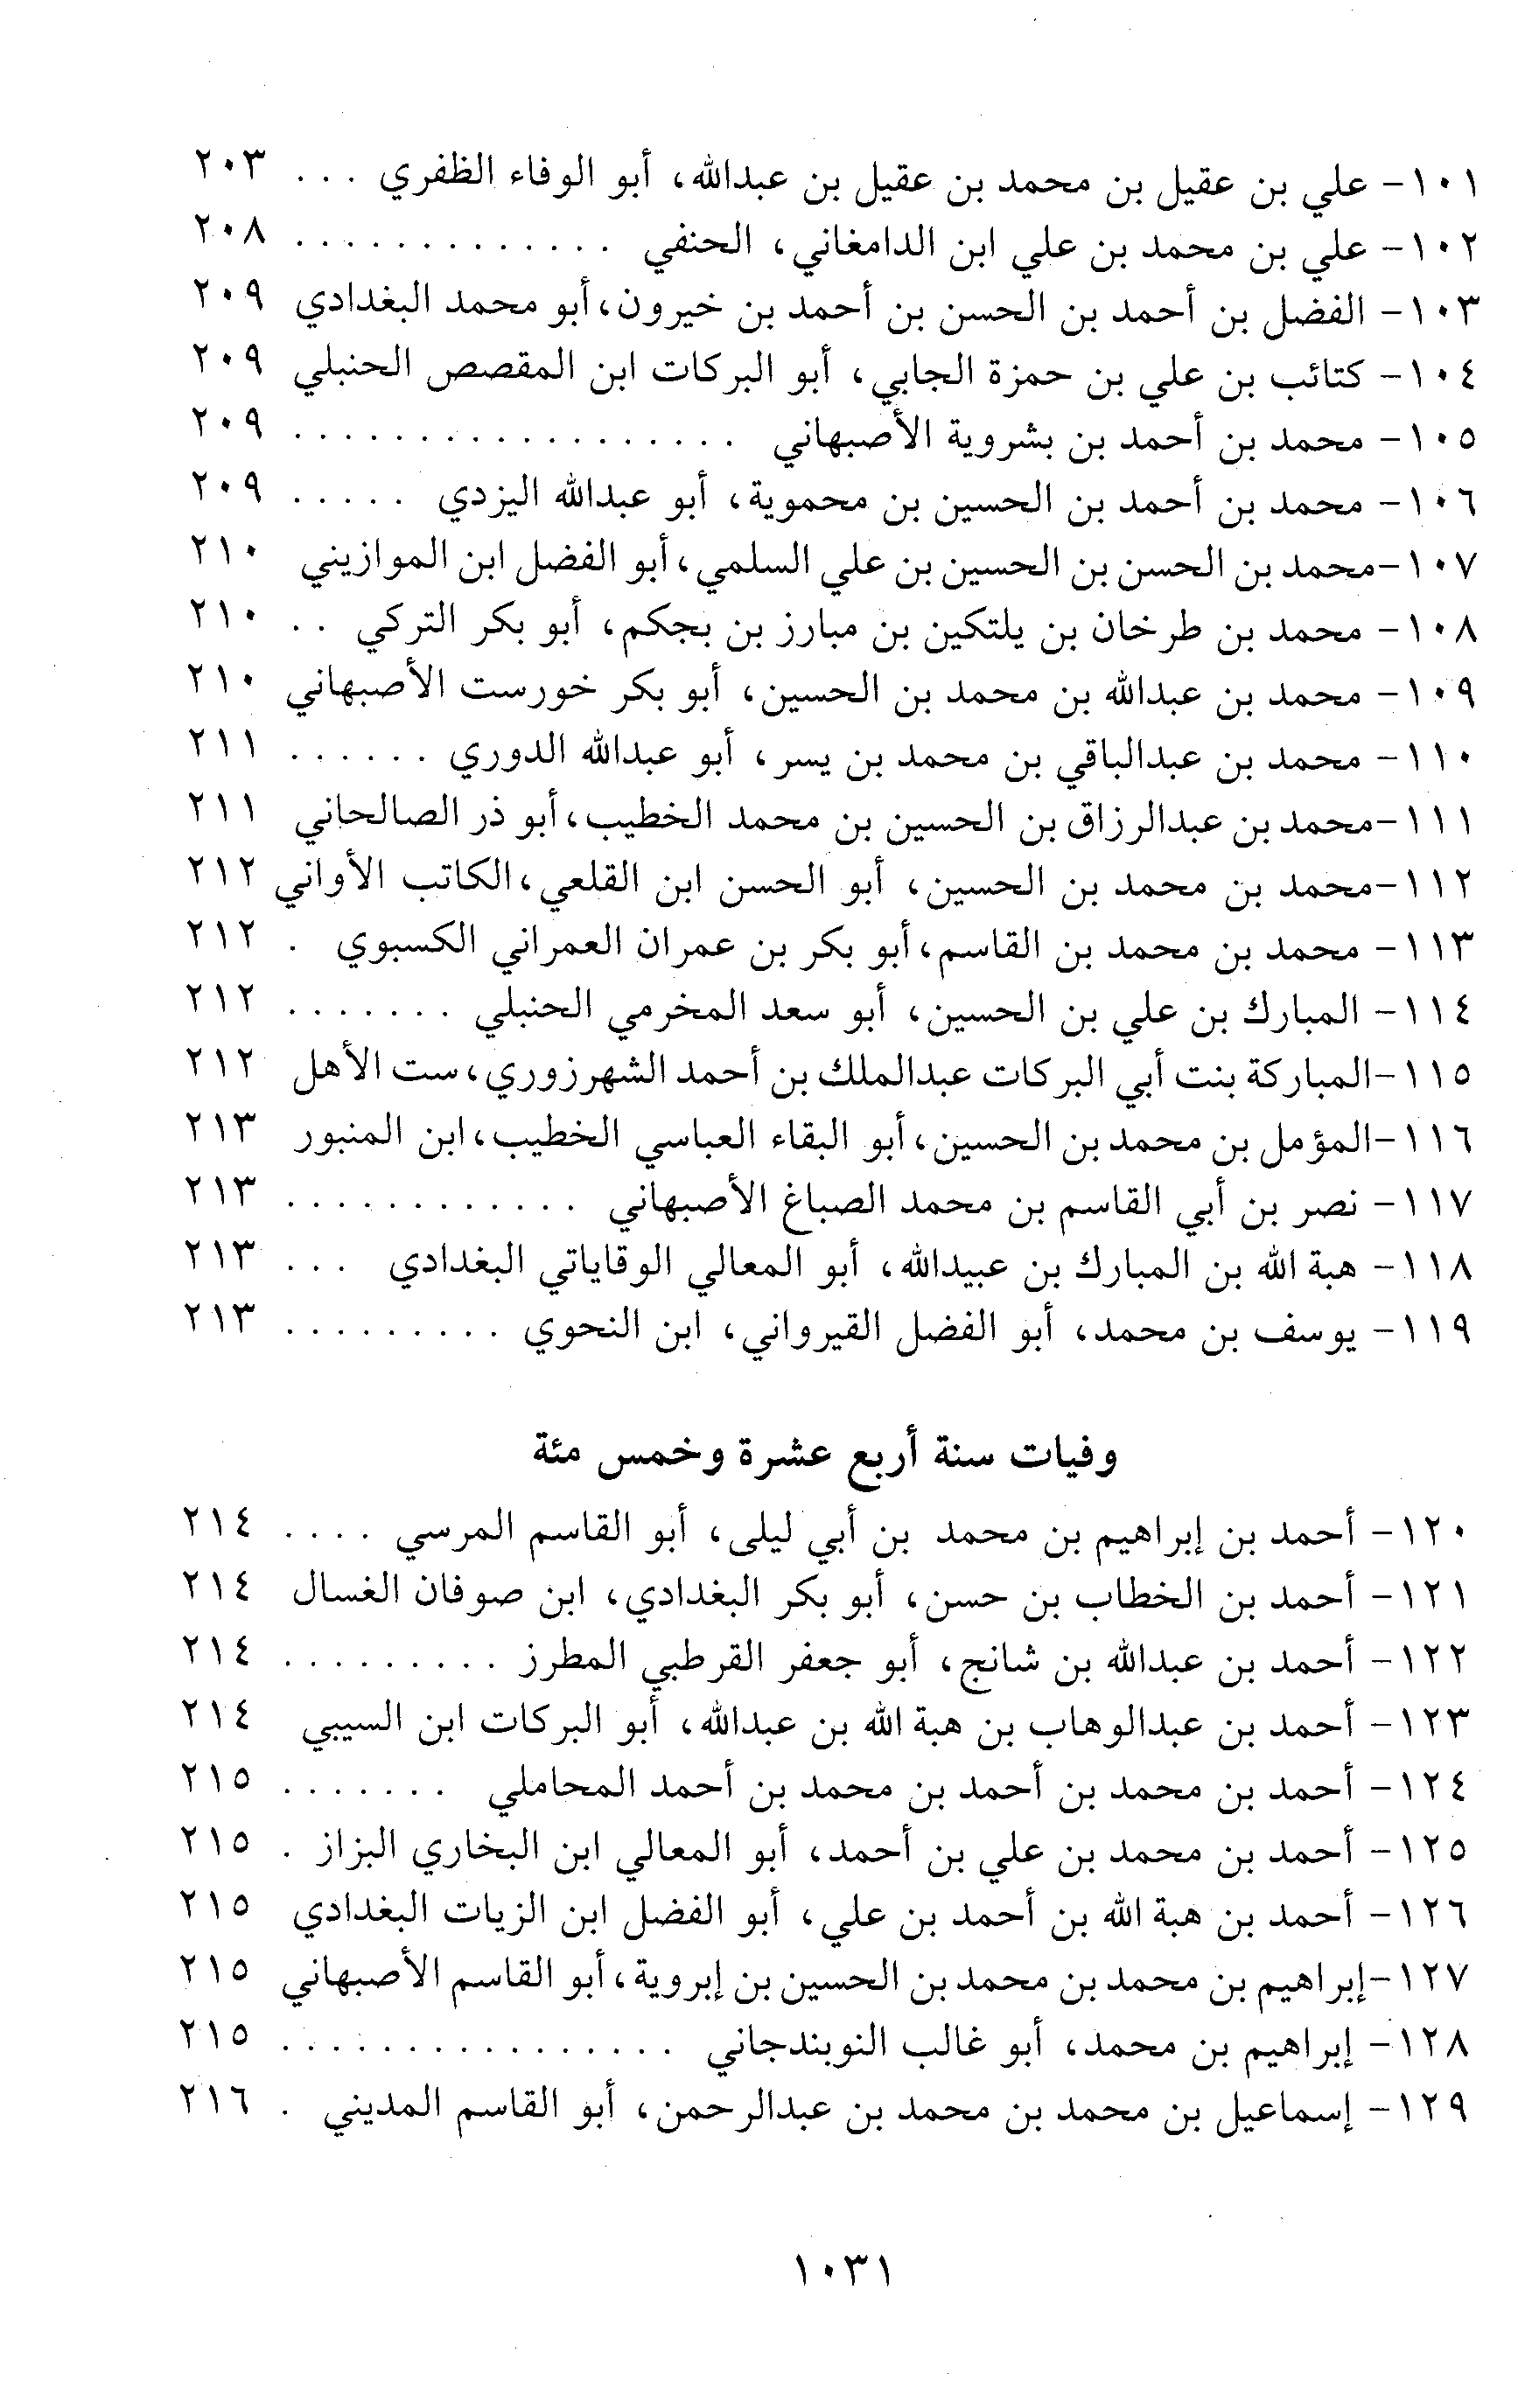 ١٠١- علي بن عقيل بن محمد بن عقيل بن عبدالله، أبو الوفاء الظفري . . . ٢٠٣
١٠٢- علي بن محمد بن علي ابن الدامغاني، الحنفي . . . . . . . . . . . . . ٢٠٨
١٠٣- الفضل بن أحمد بن الحسن بن أحمد بن خيرون، أبو محمد البغدادي ٢٠٩
١٠٤- كتائب بن علي بن حمزة الجابي، أبو البركات ابن المقصص الحنبلي ٢٠٩
١٠٥- محمد بن أحمد بن بشروية الأصبهاني . . . . . . . . . . . . . . . . . . ٢٠٩
١٠٦- محمد بن أحمد بن الحسين بن محموية، أبو عبدالله اليزدي . . . . . ٢٠٩
١٠٧-محمد بن الحسن بن الحسين بن علي السلمي، أبو الفضل ابن الموازيني ٢١٠
١٠٨- محمد بن طرخان بن يلتكين بن مبارز بن بجكم، أبو بكر التركي . . ٢١٠
١٠٩- محمد بن عبدالله بن محمد بن الحسين، أبو بكر خورست الأصبهاني ٢١٠
١١٠- محمد بن عبدالباقي بن محمد بن يسر، أبو عبدالله الدوري . . . . . . ٢١١
١١١-محمد بن عبدالرزاق بن الحسين بن محمد الخطيب، أبو ذر الصالحاني ٢١١
١١٢-محمد بن محمد بن الحسين، أبو الحسن ابن القلعي، الكاتب الأواني ٢١٢
١١٣- محمد بن محمد بن القاسم، أبو بكر بن عمران العمراني الكسبوي . ٢١٢
١١٤- المبارك بن علي بن الحسين، أبو سعد المخرمي الحنبلي . . . . . . . ٢١٢
١١٥-المباركة بنت أبي البركات عبدالملك بن أحمد الشهرزوري، ست الأهل ٢١٢
١١٦-المؤمل بن محمد بن الحسين، أبو البقاء العباسي الخطيب، ابن المنبور ٢١٣
١١٧- نصر بن أبي القاسم بن محمد الصباغ الأصبهاني . . . . . . . . . . . . ٢١٣
١١٨- هبة الله بن المبارك بن عبيدالله، أبو المعالي الوقاياتي البغدادي . . . ٢١٣
١١٩- يوسف بن محمد، أبو الفضل القيرواني، ابن النحوي . . . . . . . . . ٢١٣
وفيات سنة أربع عشرة وخمس مئة
١٢٠- أحمد بن إبراهيم بن محمد بن أبي ليلى، أبو القاسم المرسي . . . . ٢١٤
١٢١- أحمد بن الخطاب بن حسن، أبو بكر البغدادي، ابن صوفان الغسال ٢١٤
١٢٢- أحمد بن عبدالله بن شانج، أبو جعفر القرطبي المطرز . . . . . . . . . ٢١٤
١٢٣- أحمد بن عبدالوهاب بن هبة الله بن عبدالله، أبو البركات ابن السيبي ٢١٤
١٢٤- أحمد بن محمد بن أحمد بن محمد بن أحمد المحاملي . . . . . . . ٢١٥
١٢٥- أحمد بن محمد بن علي بن أحمد، أبو المعالي ابن البخاري البزاز . ٢١٥
١٢٦- أحمد بن هبة الله بن أحمد بن علي، أبو الفضل ابن الزيات البغدادي ٢١٥
١٢٧-إبراهيم بن محمد بن محمد بن الحسين بن إبروية، أبو القاسم الأصبهاني ٢١٥
١٢٨- إبراهيم بن محمد، أبو غالب النوبندجاني . . . . . . . . . . . . . . . . ٢١٥
١٢٩- إسماعيل بن محمد بن محمد بن عبدالرحمن، أبو القاسم المديني . ٢١٦
١٠٣١